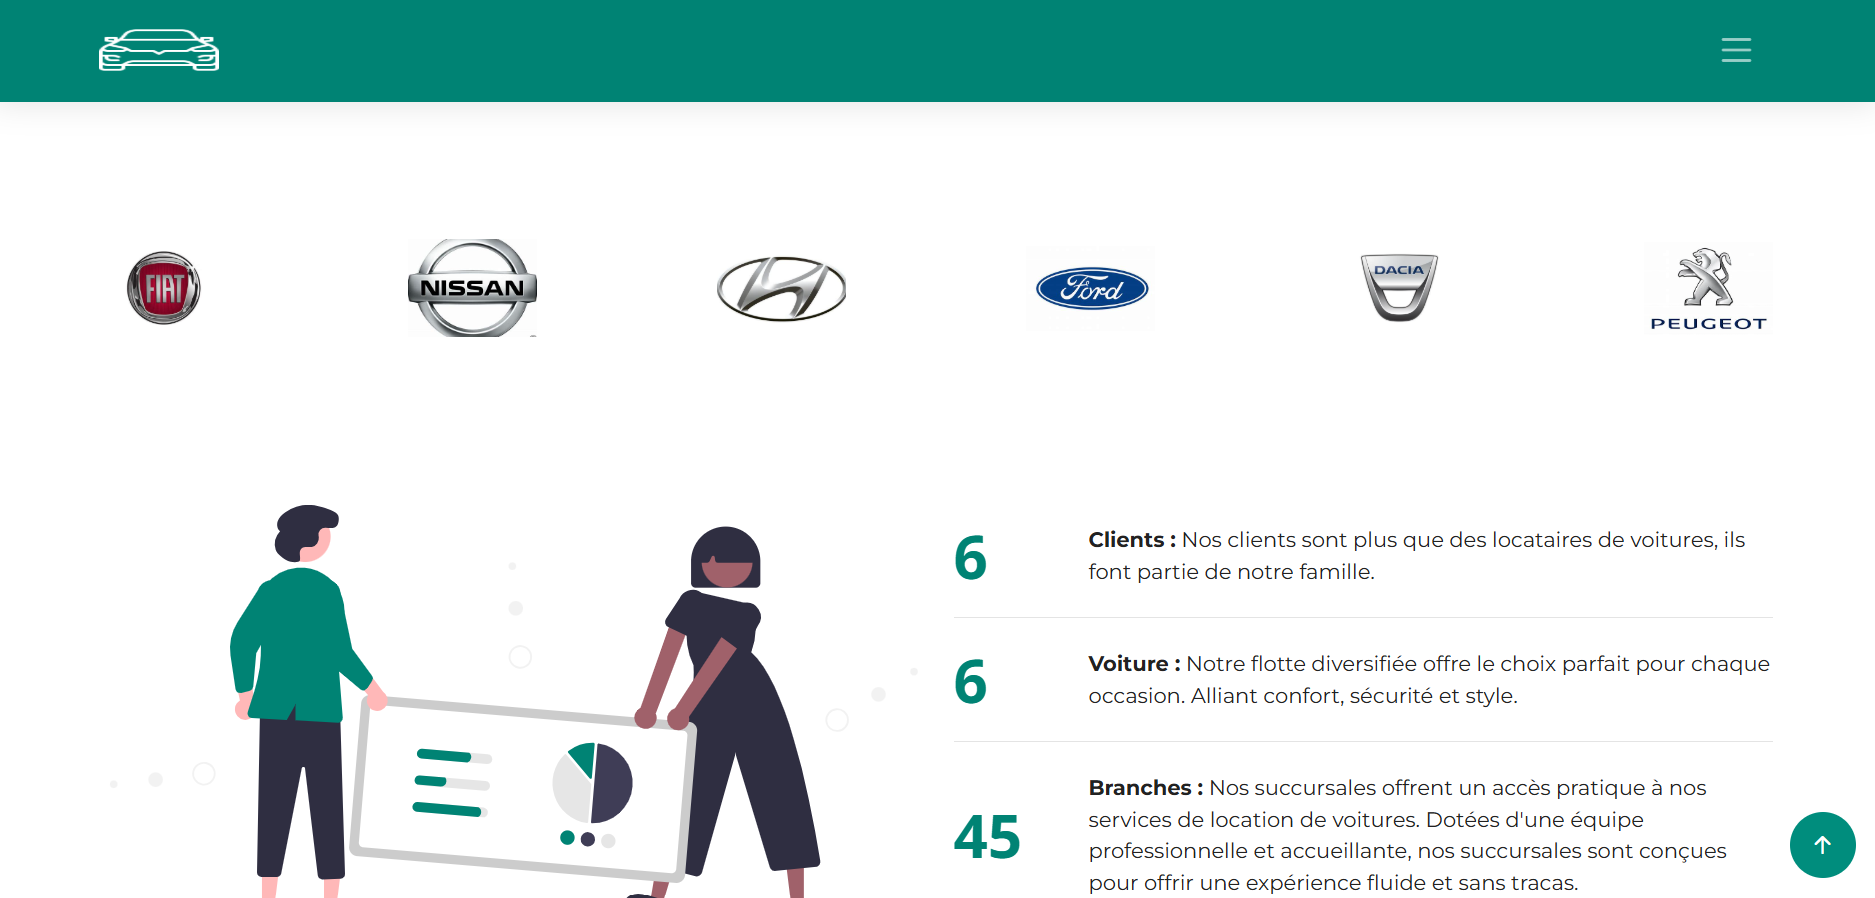 FIAT
NISSAN
Ford
DACIA
PEUGEOT
6
Clients : Nos clients sont plus que des locataires de voitures, ils
font partie de notre famille.
6
Voiture : Notre flotte diversifiée offre le choix parfait pour chaque
occasion. Alliant confort, sécurité et style.
45
Branches : Nos succursales offrent un accès pratique à nos
services de location de voitures. Dotées d'une équipe
professionnelle et accueillante, nos succursales sont conçues
pour offrir une expérience fluide et sans tracas.